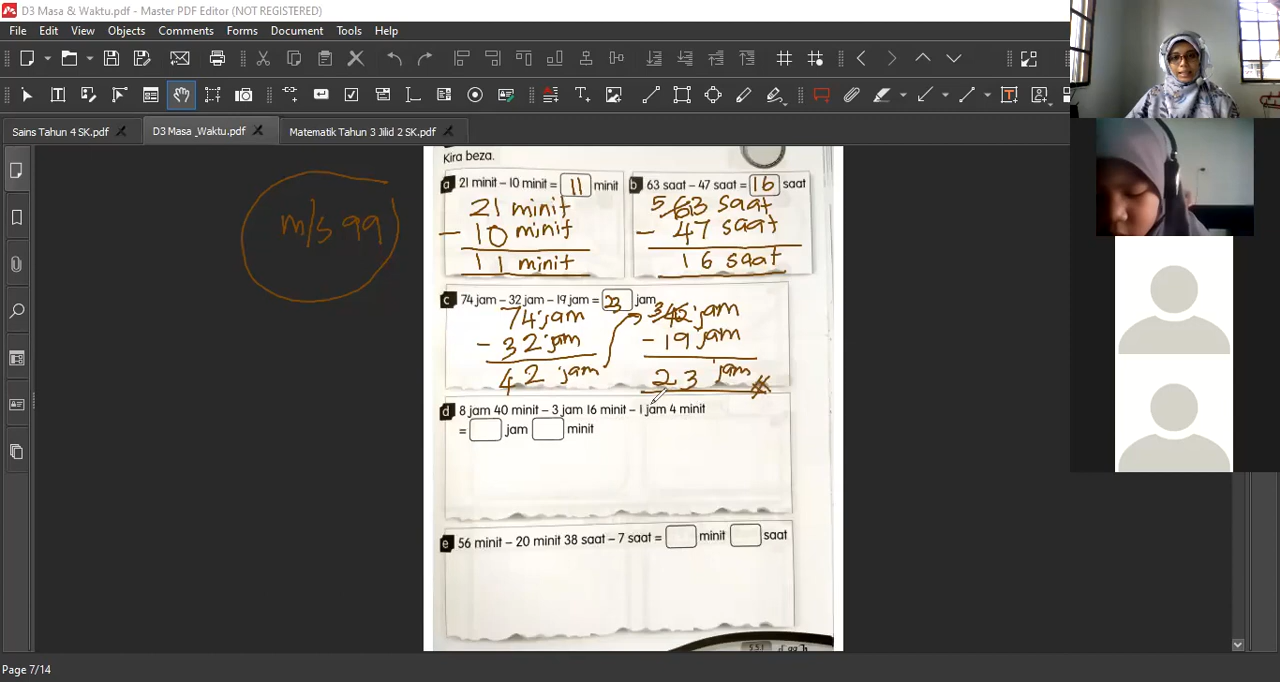 D3 Masa & Waktu.pdf - Master PDF Editor (NOT REGISTERED)
File Edit View Objects Comments Forms Document Tools Help
Sains Tahun 4 SK.pdf D3 Masa _Waktu.pdf Matematik Tahun 3 Jilid 2 SK.pdf
m/s 99
Kira beza.
a 21 minit – 10 minit = 11 minit
21 minit
- 10 minit
11 minit
b 63 saat – 47 saat = 16 saat
5 63 saat
- 47 saat
16 saat
c 74 jam – 32 jam – 19 jam = 23 jam
74 jam
- 32 jam
42 jam
3 42 jam
- 19 jam
23 jam
d 8 jam 40 minit – 3 jam 16 minit – 1 jam 4 minit
= jam minit
e 56 minit – 20 minit 38 saat – 7 saat = minit saat
5.5.1
Page 7/14